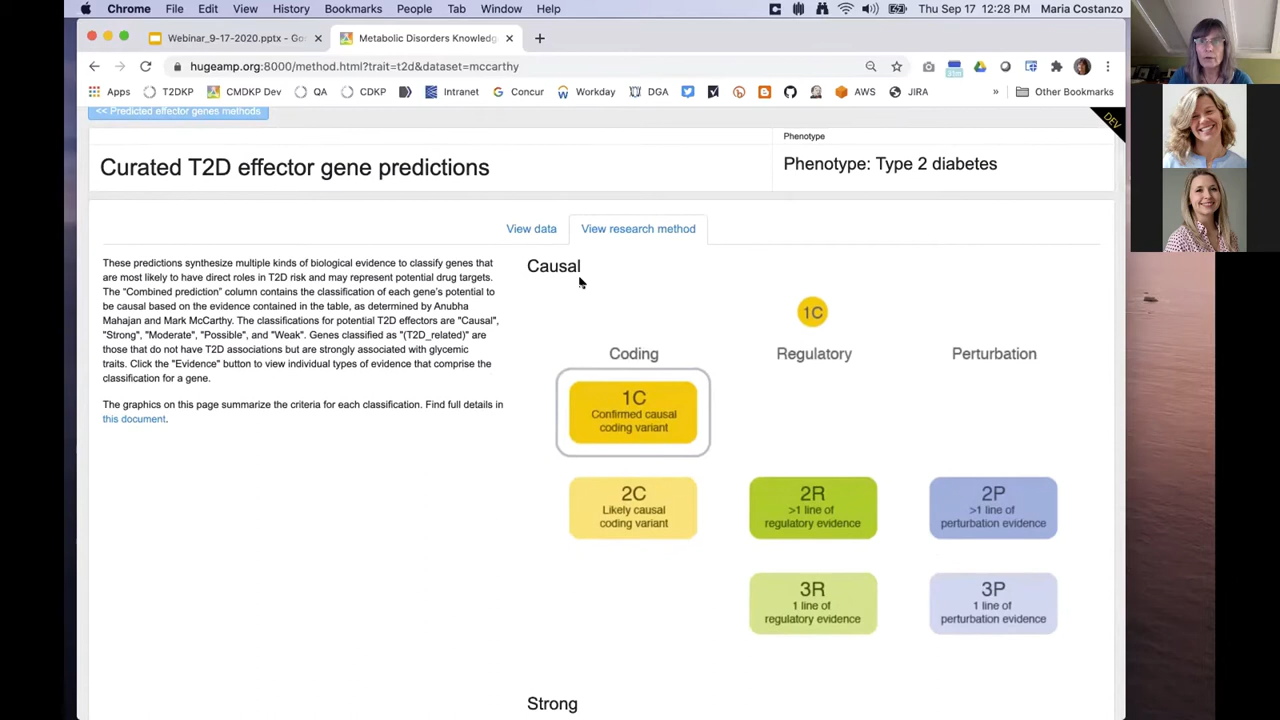 Chrome File Edit View History Bookmarks People Tab Window Help Thu Sep 17 12:28 PM Maria Costanzo
Webinar_9-17-2020.pptx - Go Metabolic Disorders Knowledg
hugeamp.org:8000/method.html?trait=t2d&dataset=mccarthy
Apps T2DKP CMDKP Dev QA CDKP Intranet Concur Workday DGA AWS JIRA » Other Bookmarks
<< Predicted effector genes methods
DEV
Curated T2D effector gene predictions
Phenotype
Phenotype: Type 2 diabetes
View data View research method
These predictions synthesize multiple kinds of biological evidence to classify genes that
are most likely to have direct roles in T2D risk and may represent potential drug targets.
The "Combined prediction" column contains the classification of each gene's potential to
be causal based on the evidence contained in the table, as determined by Anubha
Mahajan and Mark McCarthy. The classifications for potential T2D effectors are "Causal",
"Strong", "Moderate", "Possible", and "Weak". Genes classified as "(T2D_related)" are
those that do not have T2D associations but are strongly associated with glycemic
traits. Click the "Evidence" button to view individual types of evidence that comprise the
classification for a gene.
The graphics on this page summarize the criteria for each classification. Find full details in
this document.
Causal
1C
Coding Regulatory Perturbation
1C
Confirmed causal
coding variant
2C
Likely causal
coding variant
2R
>1 line of
regulatory evidence
2P
>1 line of
perturbation evidence
3R
1 line of
regulatory evidence
3P
1 line of
perturbation evidence
Strong